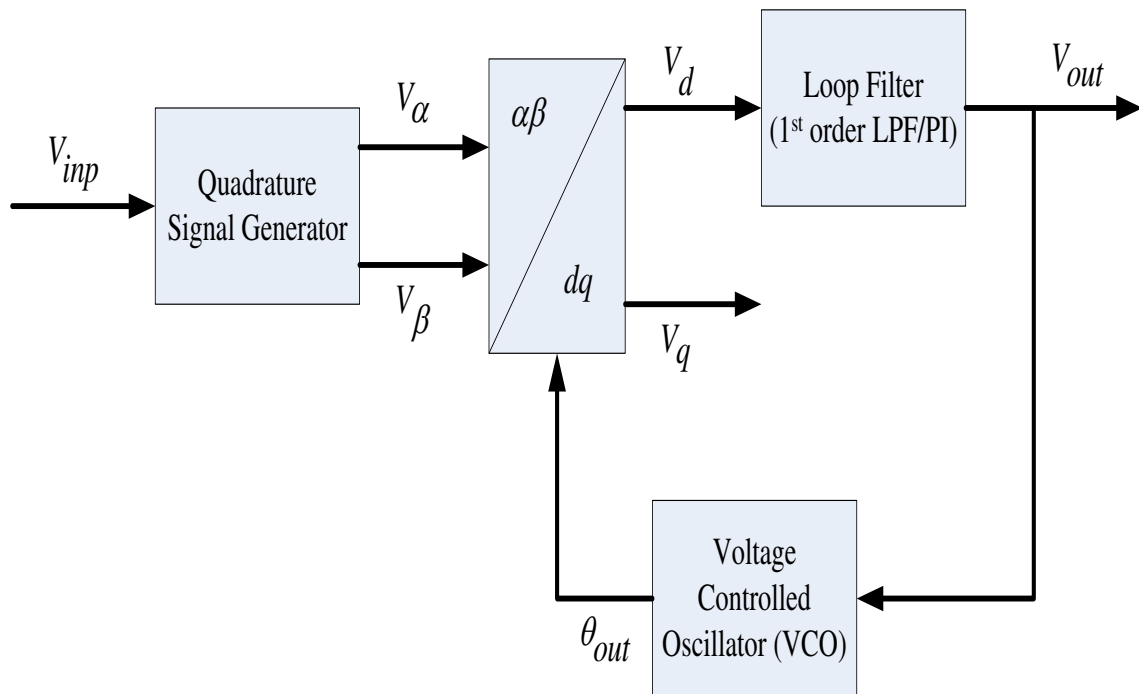 V_inp
Quadrature
Signal Generator
V_α
V_β
αβ
dq
V_d
V_q
Loop Filter
(1st order LPF/PI)
V_out
Voltage
Controlled
Oscillator (VCO)
θ_out